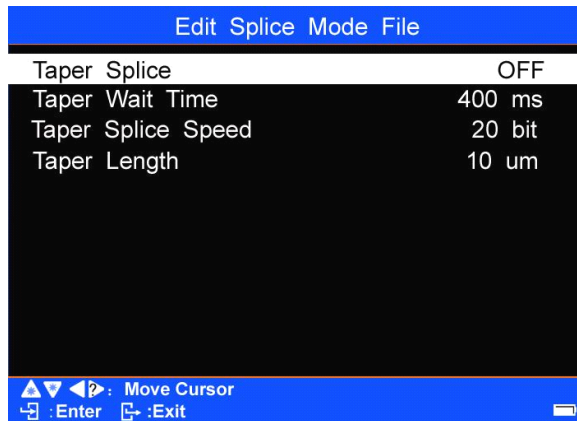 Edit Splice Mode File
Taper Splice OFF
Taper Wait Time 400 ms
Taper Splice Speed 20 bit
Taper Length 10 um
?: Move Cursor
:Enter :Exit